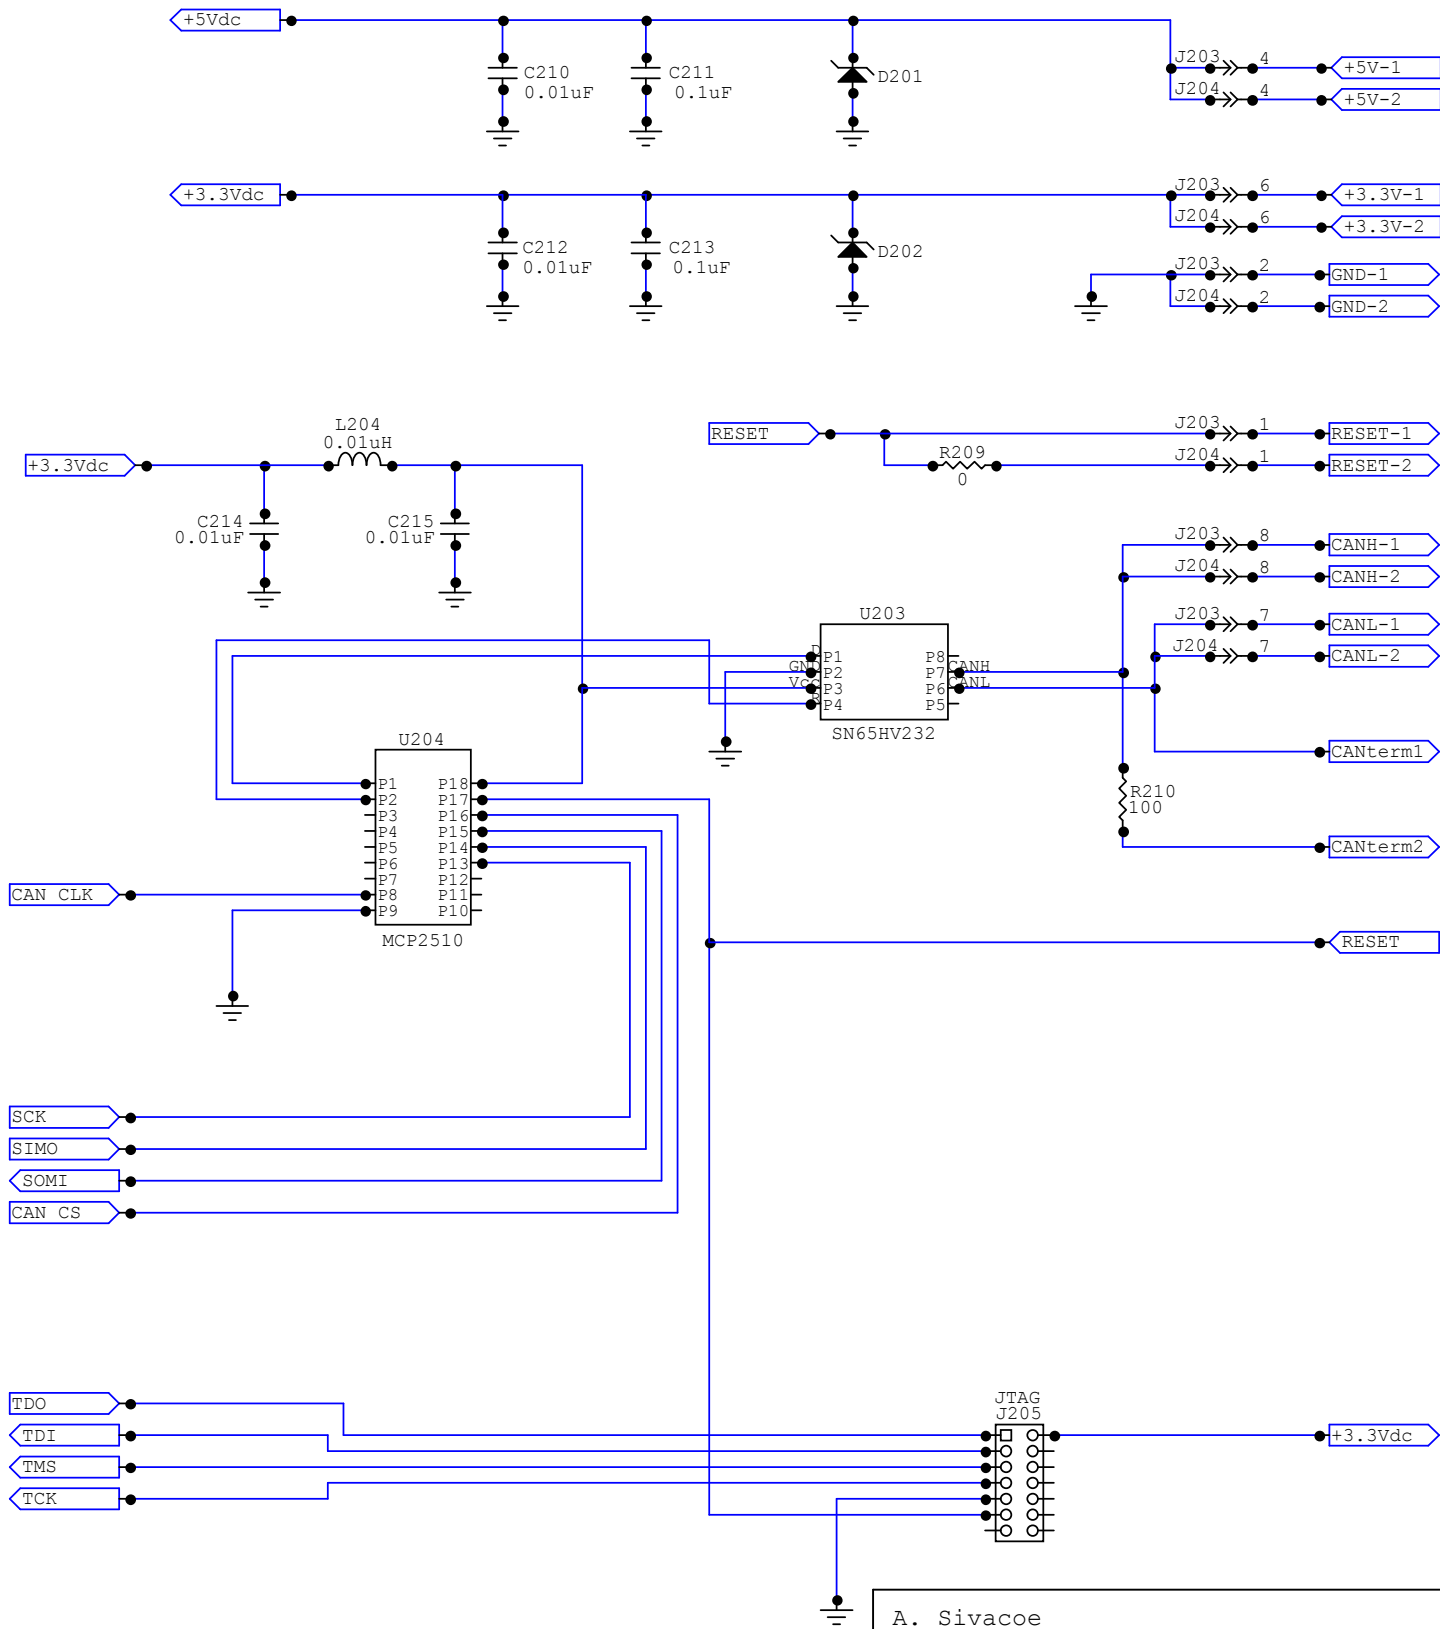 +5Vdc
C210
0.01uF
C211
0.1uF
D201
J203 4 +5V-1
J204 4 +5V-2
+3.3Vdc
C212
0.01uF
C213
0.1uF
D202
J203 6 +3.3V-1
J204 6 +3.3V-2
J203 2 GND-1
J204 2 GND-2
L204
0.01uH
+3.3Vdc
C214
0.01uF
C215
0.01uF
RESET
R209
0
J203 1 RESET-1
J204 1 RESET-2
J203 8 CANH-1
J204 8 CANH-2
J203 7 CANL-1
J204 7 CANL-2
U203
D P1 P8
GND P2 P7 CANH
Vcc P3 P6 CANL
R P4 P5
SN65HV232
CANterm1
R210
100
CANterm2
U204
P1 P18
P2 P17
P3 P16
P4 P15
P5 P14
P6 P13
P7 P12
P8 P11
P9 P10
MCP2510
CAN CLK
RESET
SCK
SIMO
SOMI
CAN CS
TDO
TDI
TMS
TCK
JTAG
J205
+3.3Vdc
A. Sivacoe